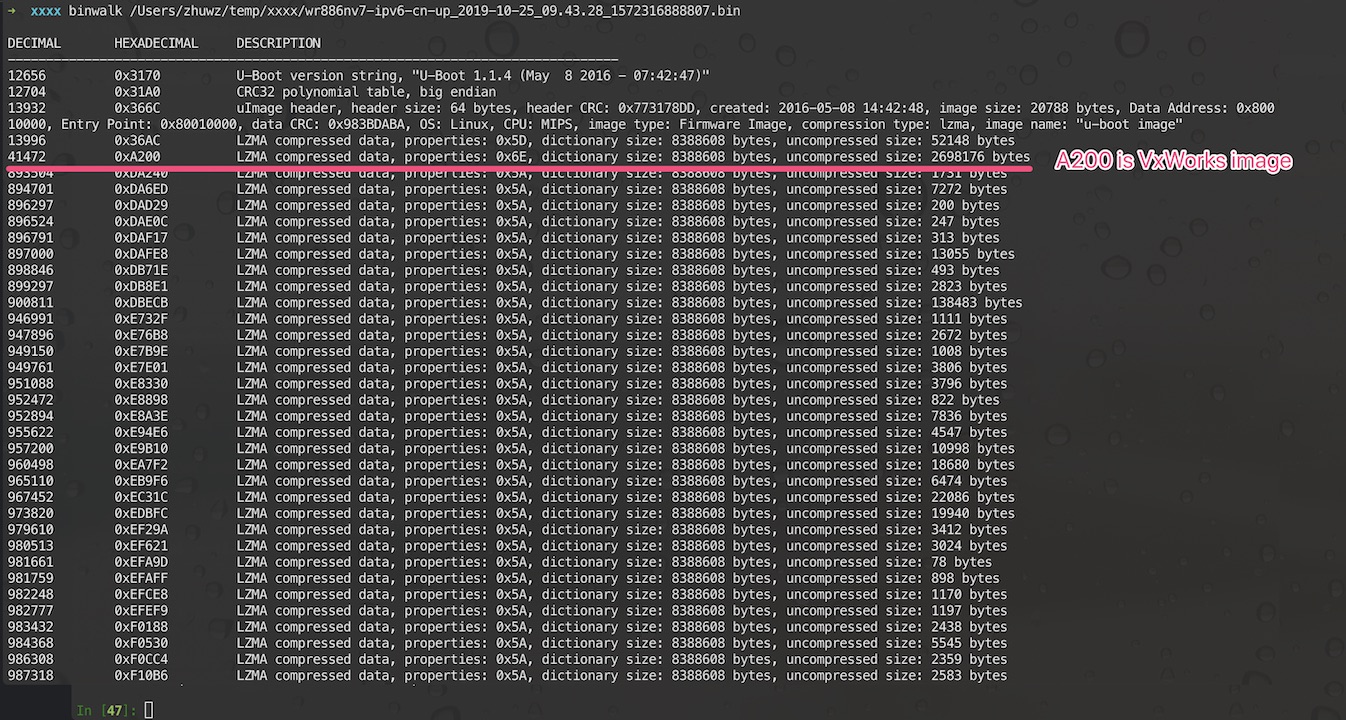 → xxxx binwalk /Users/zhuwz/temp/xxxx/wr886nv7-ipv6-cn-up_2019-10-25_09.43.28_1572316888807.bin
DECIMAL HEXADECIMAL DESCRIPTION
--------------------------------------------------------------------------------
12656 0x3170 U-Boot version string, "U-Boot 1.1.4 (May  8 2016 - 07:42:47)"
12704 0x31A0 CRC32 polynomial table, big endian
13932 0x366C uImage header, header size: 64 bytes, header CRC: 0x773178DD, created: 2016-05-08 14:42:48, image size: 20788 bytes, Data Address: 0x800
10000, Entry Point: 0x80010000, data CRC: 0x983BDABA, OS: Linux, CPU: MIPS, image type: Firmware Image, compression type: lzma, image name: "u-boot image"
13996 0x36AC LZMA compressed data, properties: 0x5D, dictionary size: 8388608 bytes, uncompressed size: 52148 bytes
41472 0xA200 LZMA compressed data, properties: 0x6E, dictionary size: 8388608 bytes, uncompressed size: 2698176 bytes
A200 is VxWorks image
893504 0xDA240 LZMA compressed data, properties: 0x5A, dictionary size: 8388608 bytes, uncompressed size: 1731 bytes
894701 0xDA6ED LZMA compressed data, properties: 0x5A, dictionary size: 8388608 bytes, uncompressed size: 7272 bytes
896297 0xDAD29 LZMA compressed data, properties: 0x5A, dictionary size: 8388608 bytes, uncompressed size: 200 bytes
896524 0xDAE0C LZMA compressed data, properties: 0x5A, dictionary size: 8388608 bytes, uncompressed size: 247 bytes
896791 0xDAF17 LZMA compressed data, properties: 0x5A, dictionary size: 8388608 bytes, uncompressed size: 313 bytes
897000 0xDAFE8 LZMA compressed data, properties: 0x5A, dictionary size: 8388608 bytes, uncompressed size: 13055 bytes
898846 0xDB71E LZMA compressed data, properties: 0x5A, dictionary size: 8388608 bytes, uncompressed size: 493 bytes
899297 0xDB8E1 LZMA compressed data, properties: 0x5A, dictionary size: 8388608 bytes, uncompressed size: 2823 bytes
900811 0xDBECB LZMA compressed data, properties: 0x5A, dictionary size: 8388608 bytes, uncompressed size: 138483 bytes
946991 0xE732F LZMA compressed data, properties: 0x5A, dictionary size: 8388608 bytes, uncompressed size: 1111 bytes
947896 0xE76B8 LZMA compressed data, properties: 0x5A, dictionary size: 8388608 bytes, uncompressed size: 2672 bytes
949150 0xE7B9E LZMA compressed data, properties: 0x5A, dictionary size: 8388608 bytes, uncompressed size: 1008 bytes
949761 0xE7E01 LZMA compressed data, properties: 0x5A, dictionary size: 8388608 bytes, uncompressed size: 3806 bytes
951088 0xE8330 LZMA compressed data, properties: 0x5A, dictionary size: 8388608 bytes, uncompressed size: 3796 bytes
952472 0xE8898 LZMA compressed data, properties: 0x5A, dictionary size: 8388608 bytes, uncompressed size: 822 bytes
952894 0xE8A3E LZMA compressed data, properties: 0x5A, dictionary size: 8388608 bytes, uncompressed size: 7836 bytes
955622 0xE94E6 LZMA compressed data, properties: 0x5A, dictionary size: 8388608 bytes, uncompressed size: 4547 bytes
957200 0xE9B10 LZMA compressed data, properties: 0x5A, dictionary size: 8388608 bytes, uncompressed size: 10998 bytes
960498 0xEA7F2 LZMA compressed data, properties: 0x5A, dictionary size: 8388608 bytes, uncompressed size: 18680 bytes
965110 0xEB9F6 LZMA compressed data, properties: 0x5A, dictionary size: 8388608 bytes, uncompressed size: 6474 bytes
967452 0xEC31C LZMA compressed data, properties: 0x5A, dictionary size: 8388608 bytes, uncompressed size: 22086 bytes
973820 0xEDBFC LZMA compressed data, properties: 0x5A, dictionary size: 8388608 bytes, uncompressed size: 19940 bytes
979610 0xEF29A LZMA compressed data, properties: 0x5A, dictionary size: 8388608 bytes, uncompressed size: 3412 bytes
980513 0xEF621 LZMA compressed data, properties: 0x5A, dictionary size: 8388608 bytes, uncompressed size: 3024 bytes
981661 0xEFA9D LZMA compressed data, properties: 0x5A, dictionary size: 8388608 bytes, uncompressed size: 78 bytes
981759 0xEFAFF LZMA compressed data, properties: 0x5A, dictionary size: 8388608 bytes, uncompressed size: 898 bytes
982248 0xEFCE8 LZMA compressed data, properties: 0x5A, dictionary size: 8388608 bytes, uncompressed size: 1170 bytes
982777 0xEFEF9 LZMA compressed data, properties: 0x5A, dictionary size: 8388608 bytes, uncompressed size: 1197 bytes
983432 0xF0188 LZMA compressed data, properties: 0x5A, dictionary size: 8388608 bytes, uncompressed size: 2438 bytes
984368 0xF0530 LZMA compressed data, properties: 0x5A, dictionary size: 8388608 bytes, uncompressed size: 5545 bytes
986308 0xF0CC4 LZMA compressed data, properties: 0x5A, dictionary size: 8388608 bytes, uncompressed size: 2359 bytes
987318 0xF10B6 LZMA compressed data, properties: 0x5A, dictionary size: 8388608 bytes, uncompressed size: 2583 bytes
In [47]: